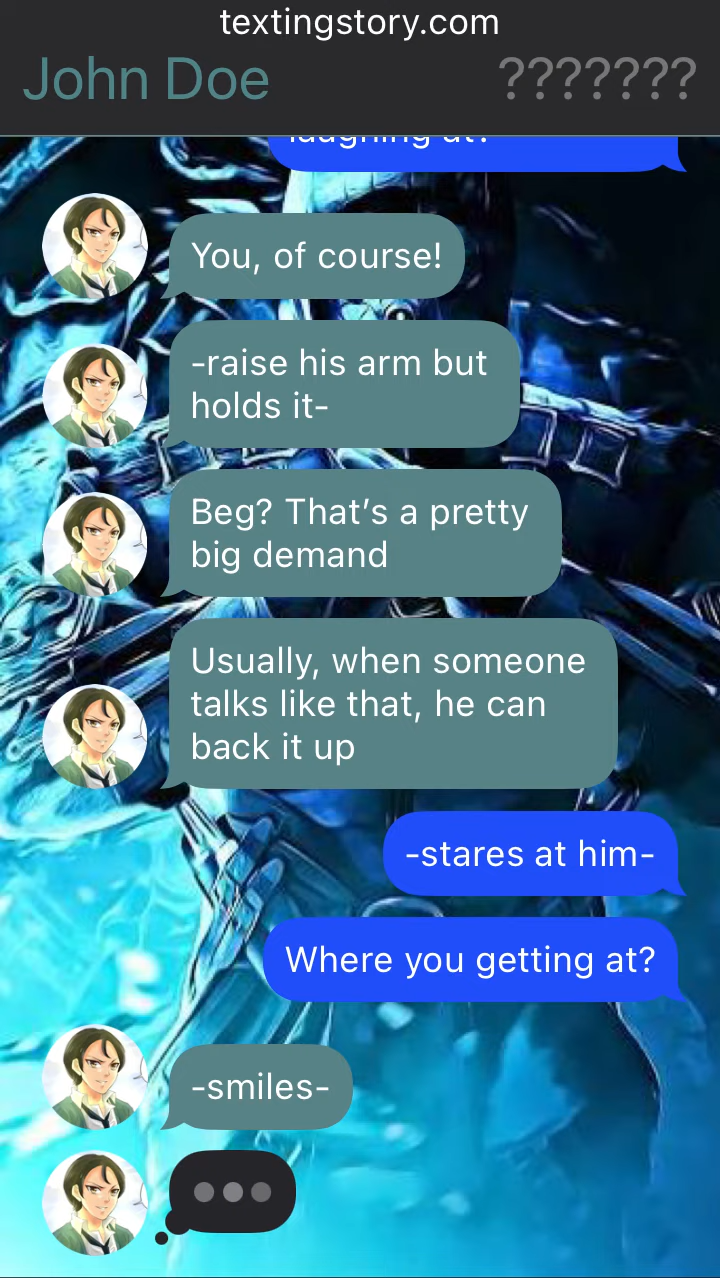 textingstory.com
John Doe
???????
laughing at?
You, of course!
-raise his arm but
holds it-
Beg? That’s a pretty
big demand
Usually, when someone
talks like that, he can
back it up
-stares at him-
Where you getting at?
-smiles-